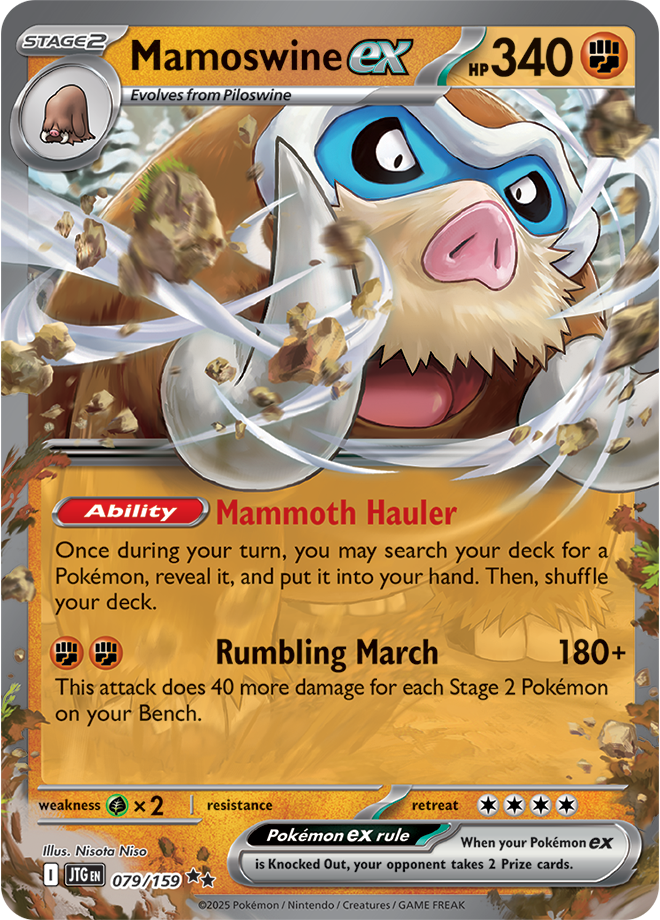 STAGE2
Mamoswine ex HP 340
Evolves from Piloswine
Ability Mammoth Hauler
Once during your turn, you may search your deck for a
Pokémon, reveal it, and put it into your hand. Then, shuffle
your deck.
Rumbling March 180+
This attack does 40 more damage for each Stage 2 Pokémon
on your Bench.
weakness ×2 resistance retreat
Illus. Nisota Niso
Pokémon ex rule When your Pokémon ex
is Knocked Out, your opponent takes 2 Prize cards.
I JTG EN 079/159 ★★
©2025 Pokémon / Nintendo / Creatures / GAME FREAK